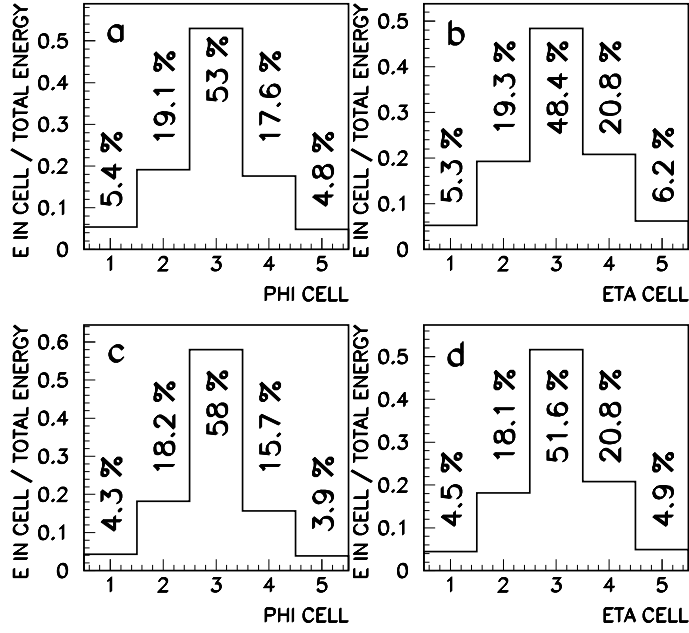 a
E IN CELL / TOTAL ENERGY
0.5
0.4
0.3
0.2
0.1
0
5.4 %
19.1 %
53 %
17.6 %
4.8 %
1 2 3 4 5
PHI CELL
b
E IN CELL / TOTAL ENERGY
0.5
0.4
0.3
0.2
0.1
0
5.3 %
19.3 %
48.4 %
20.8 %
6.2 %
1 2 3 4 5
ETA CELL
c
E IN CELL / TOTAL ENERGY
0.6
0.5
0.4
0.3
0.2
0.1
0
4.3 %
18.2 %
58 %
15.7 %
3.9 %
1 2 3 4 5
PHI CELL
d
E IN CELL / TOTAL ENERGY
0.5
0.4
0.3
0.2
0.1
0
4.5 %
18.1 %
51.6 %
20.8 %
4.9 %
1 2 3 4 5
ETA CELL